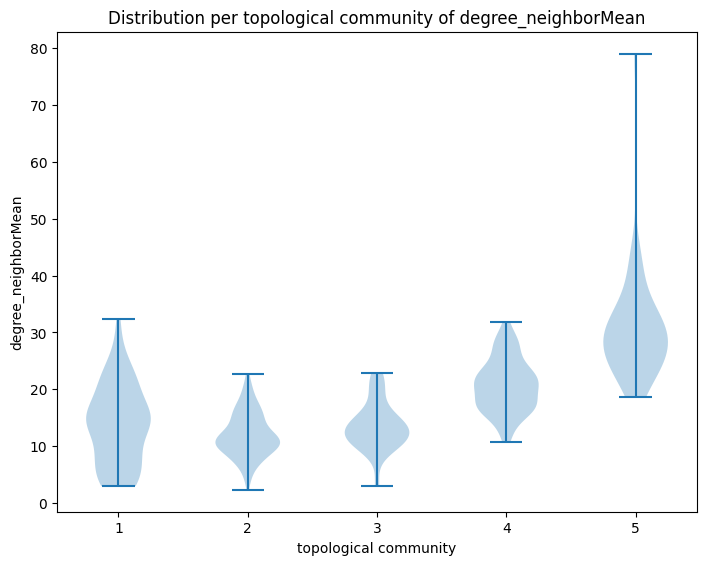 Distribution per topological community of degree_neighborMean
80
70
60
50
40
30
20
10
0
degree_neighborMean
1 2 3 4 5
topological community